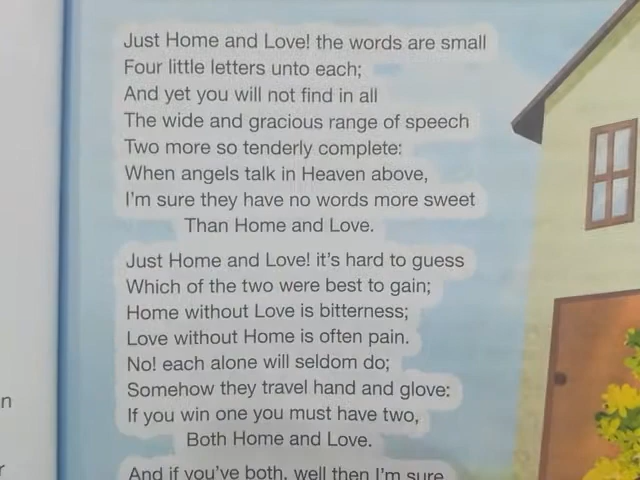 Just Home and Love! the words are small
Four little letters unto each;
And yet you will not find in all
The wide and gracious range of speech
Two more so tenderly complete:
When angels talk in Heaven above,
I'm sure they have no words more sweet
Than Home and Love.
Just Home and Love! it's hard to guess
Which of the two were best to gain;
Home without Love is bitterness;
Love without Home is often pain.
No! each alone will seldom do;
Somehow they travel hand and glove:
If you win one you must have two,
Both Home and Love.
And if you've both, well then I'm sure